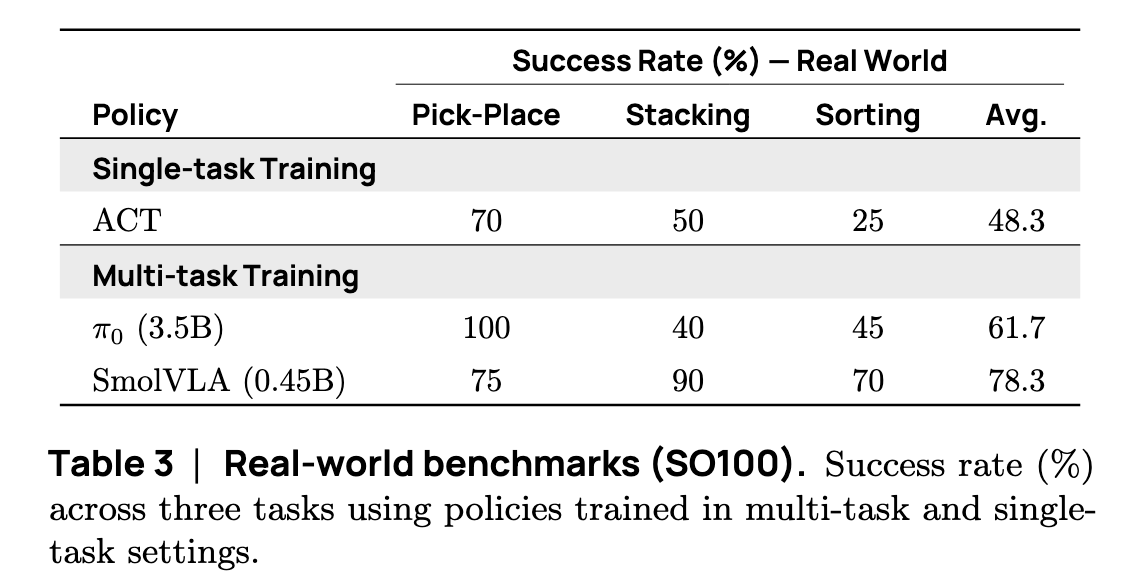 Success Rate (%) — Real World
Policy Pick-Place Stacking Sorting Avg.
Single-task Training
ACT 70 50 25 48.3
Multi-task Training
π₀ (3.5B) 100 40 45 61.7
SmolVLA (0.45B) 75 90 70 78.3
Table 3 | Real-world benchmarks (SO100). Success rate (%)
across three tasks using policies trained in multi-task and single-
task settings.